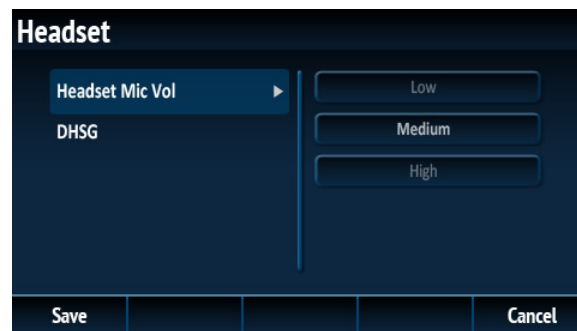 Headset
Headset Mic Vol
DHSG
Low
Medium
High
Save
Cancel